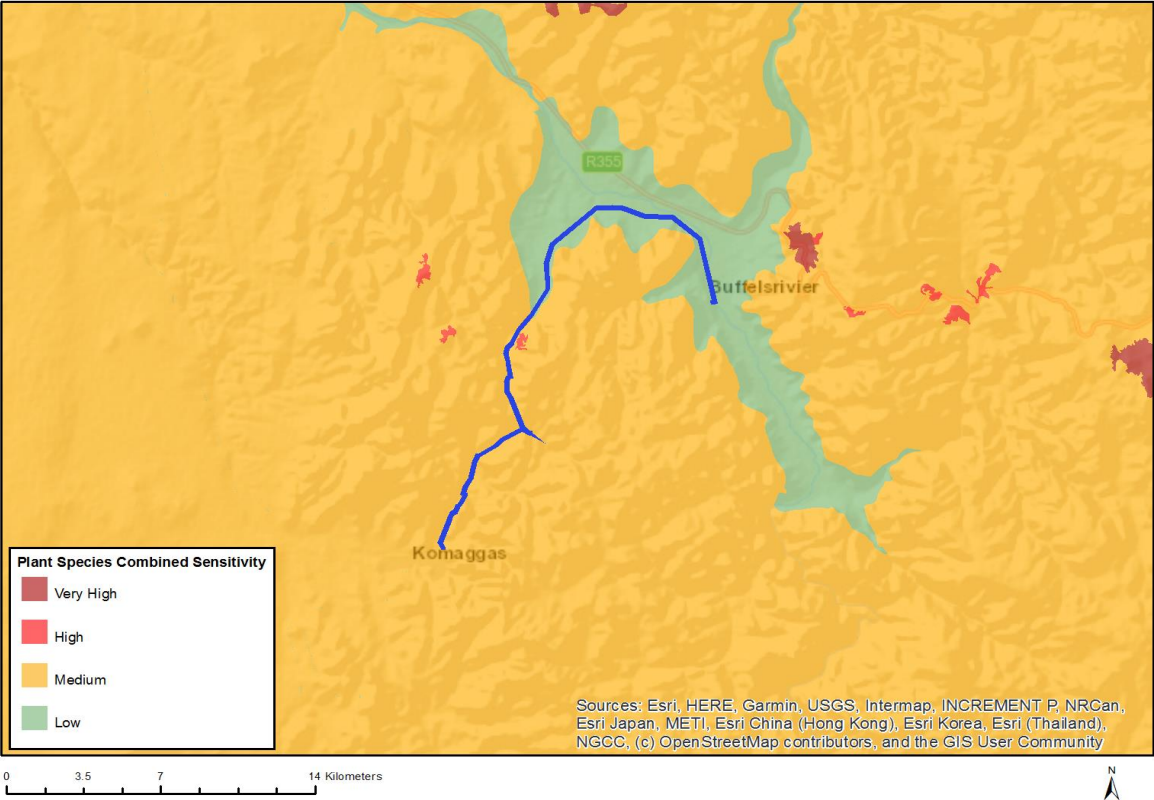 R355
Buffelsrivier
Komaggas
Plant Species Combined Sensitivity
Very High
High
Medium
Low
Sources: Esri, HERE, Garmin, USGS, Intermap, INCREMENT P, NRCan,
Esri Japan, METI, Esri China (Hong Kong), Esri Korea, Esri (Thailand),
NGCC, (c) OpenStreetMap contributors, and the GIS User Community
0 3.5 7 14 Kilometers
N